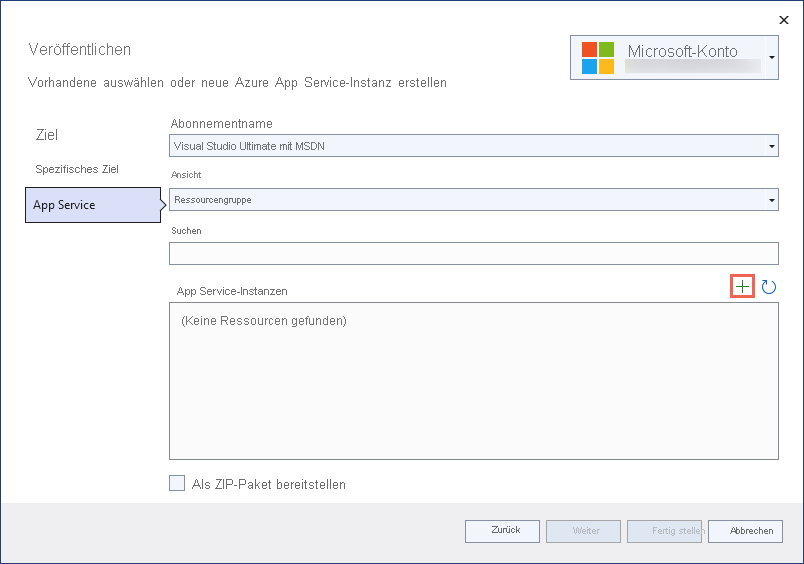 Veröffentlichen
Microsoft-Konto
Vorhandene auswählen oder neue Azure App Service-Instanz erstellen
Ziel
Spezifisches Ziel
App Service
Abonnementname
Visual Studio Ultimate mit MSDN
Ansicht
Ressourcengruppe
Suchen
App Service-Instanzen
(Keine Ressourcen gefunden)
Als ZIP-Paket bereitstellen
Zurück
Weiter
Fertig stellen
Abbrechen